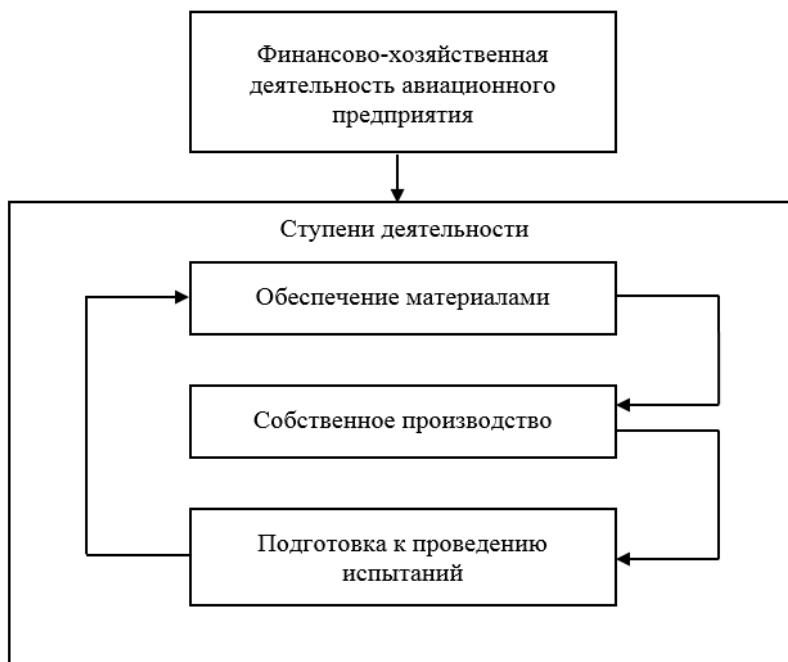 Финансово-хозяйственная
деятельность авиационного
предприятия
Ступени деятельности
Обеспечение материалами
Собственное производство
Подготовка к проведению
испытаний